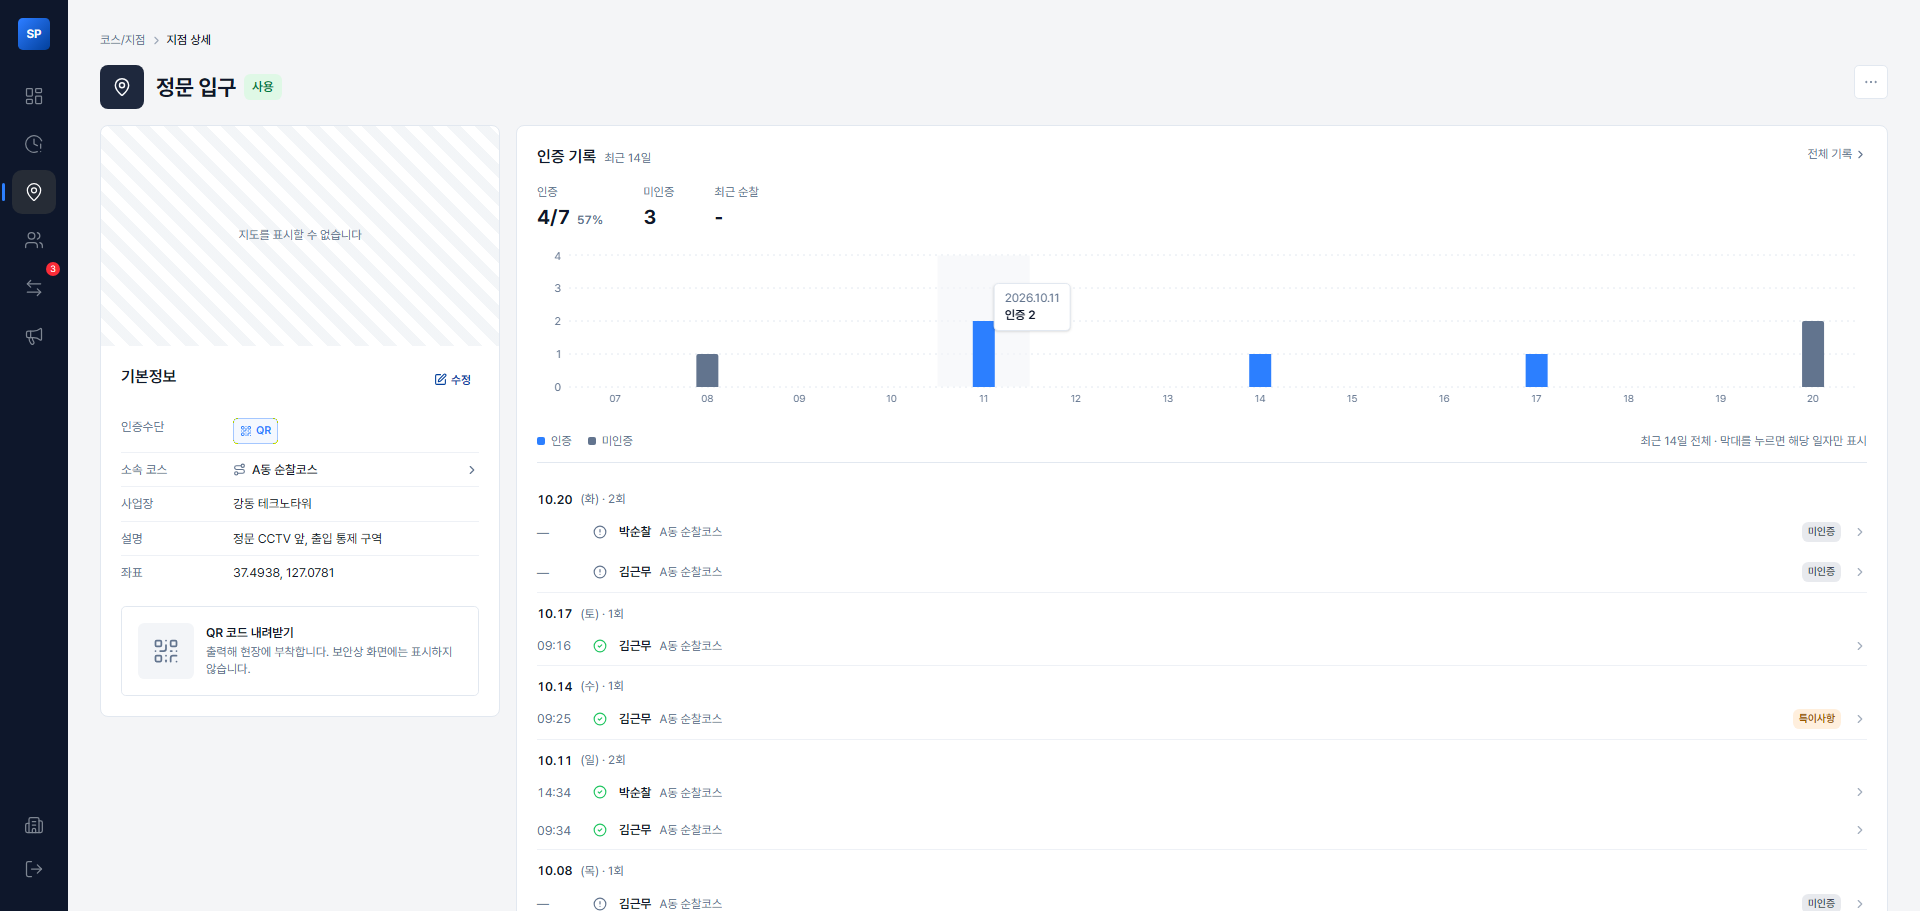 SP
코스/지점 > 지점 상세
정문 입구 사용
지도를 표시할 수 없습니다
기본정보
수정
인증수단 QR
소속 코스 A동 순찰코스
사업장 강동 테크노타워
설명 정문 CCTV 앞, 출입 통제 구역
좌표 37.4938, 127.0781
QR 코드 내려받기
출력해 현장에 부착합니다. 보안상 화면에는 표시하지
않습니다.
3
인증 기록 최근 14일
전체 기록
인증 미인증 최근 순찰
4/7 57% 3 -
4
3
2
1
0
2026.10.11
인증 2
07 08 09 10 11 12 13 14 15 16 17 18 19 20
인증 미인증
최근 14일 전체 · 막대를 누르면 해당 일자만 표시
10.20 (화) · 2회
— 박순찰 A동 순찰코스 미인증
— 김근무 A동 순찰코스 미인증
10.17 (토) · 1회
09:16 김근무 A동 순찰코스
10.14 (수) · 1회
09:25 김근무 A동 순찰코스 특이사항
10.11 (일) · 2회
14:34 박순찰 A동 순찰코스
09:34 김근무 A동 순찰코스
10.08 (목) · 1회
— 김근무 A동 순찰코스 미인증